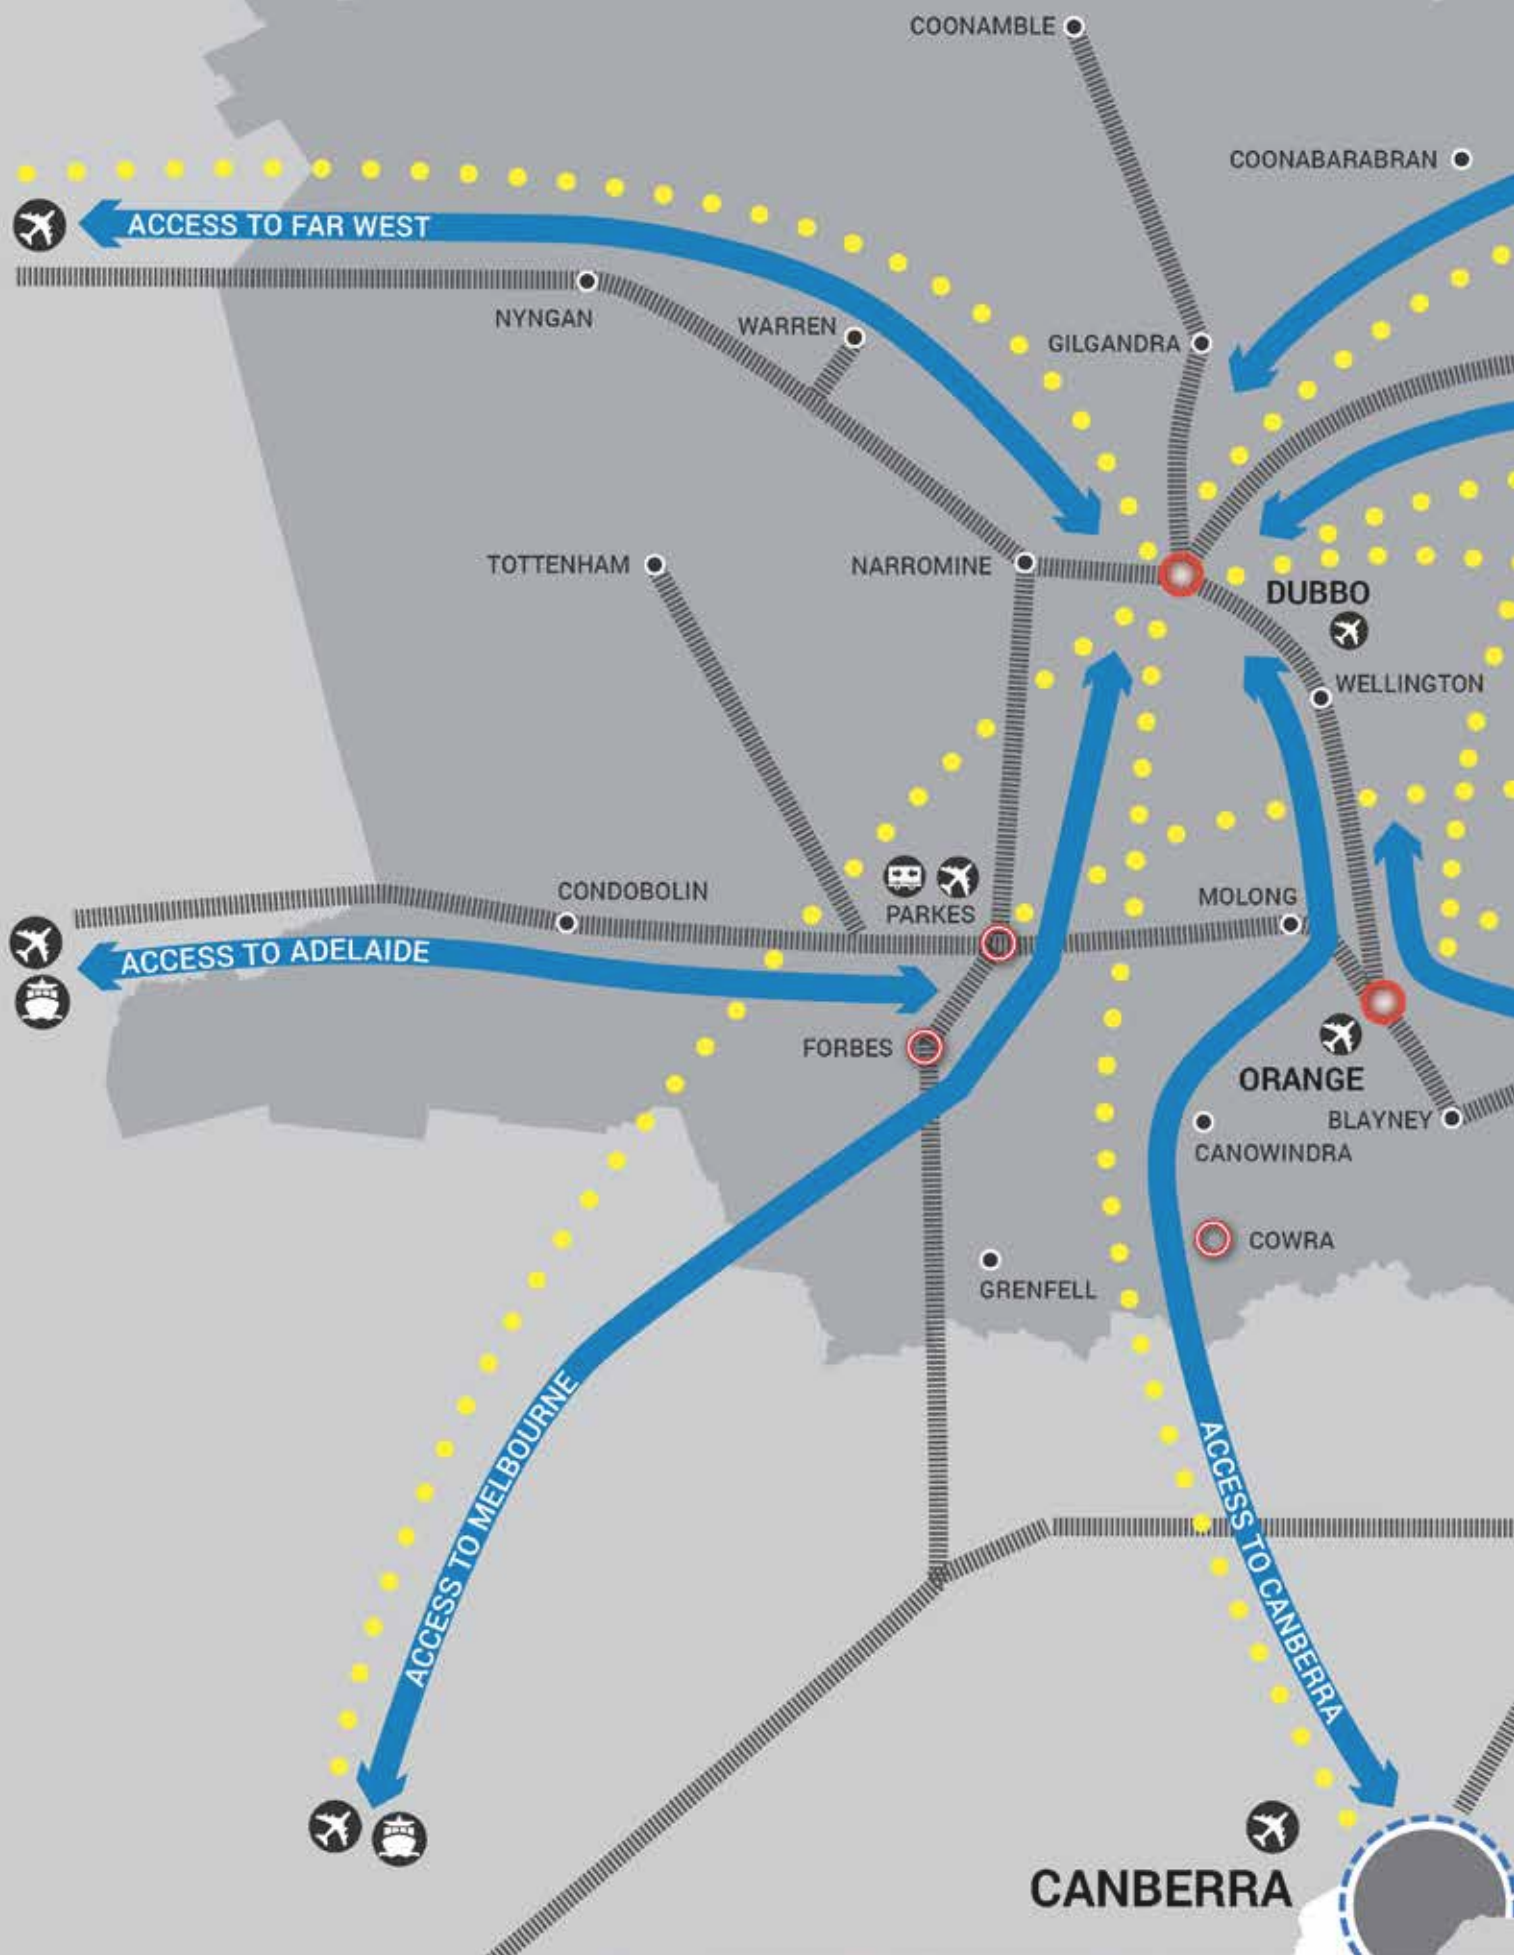 COONAMBLE
COONABARABRAN
ACCESS TO FAR WEST
NYNGAN
WARREN
GILGANDRA
TOTTENHAM
NARROMINE
DUBBO
WELLINGTON
CONDOBOLIN
PARKES
MOLONG
ACCESS TO ADELAIDE
FORBES
ORANGE
BLAYNEY
CANOWINDRA
COWRA
GRENFELL
ACCESS TO MELBOURNE
ACCESS TO CANBERRA
CANBERRA